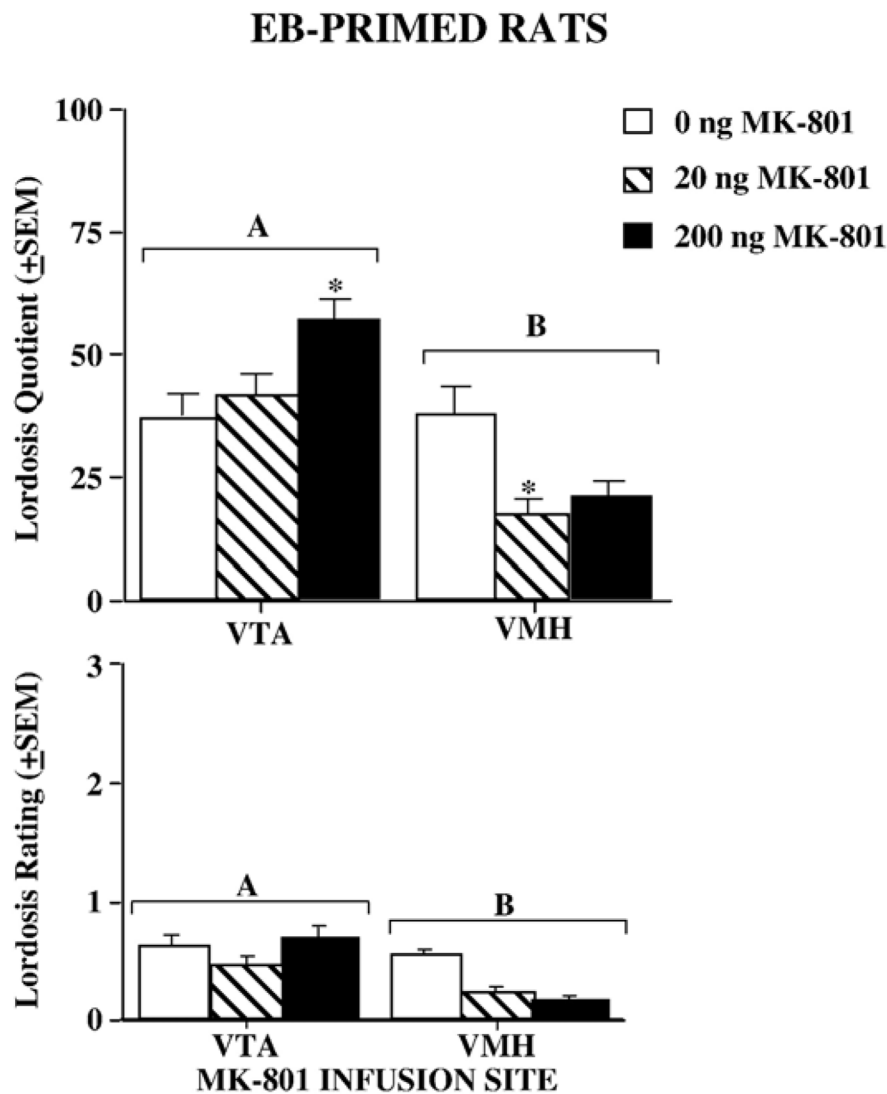 EB-PRIMED RATS
100
75
50
25
0
Lordosis Quotient (±SEM)
0 ng MK-801
20 ng MK-801
200 ng MK-801
A
*
B
*
VTA
VMH
3
2
1
0
Lordosis Rating (±SEM)
A
B
VTA
VMH
MK-801 INFUSION SITE